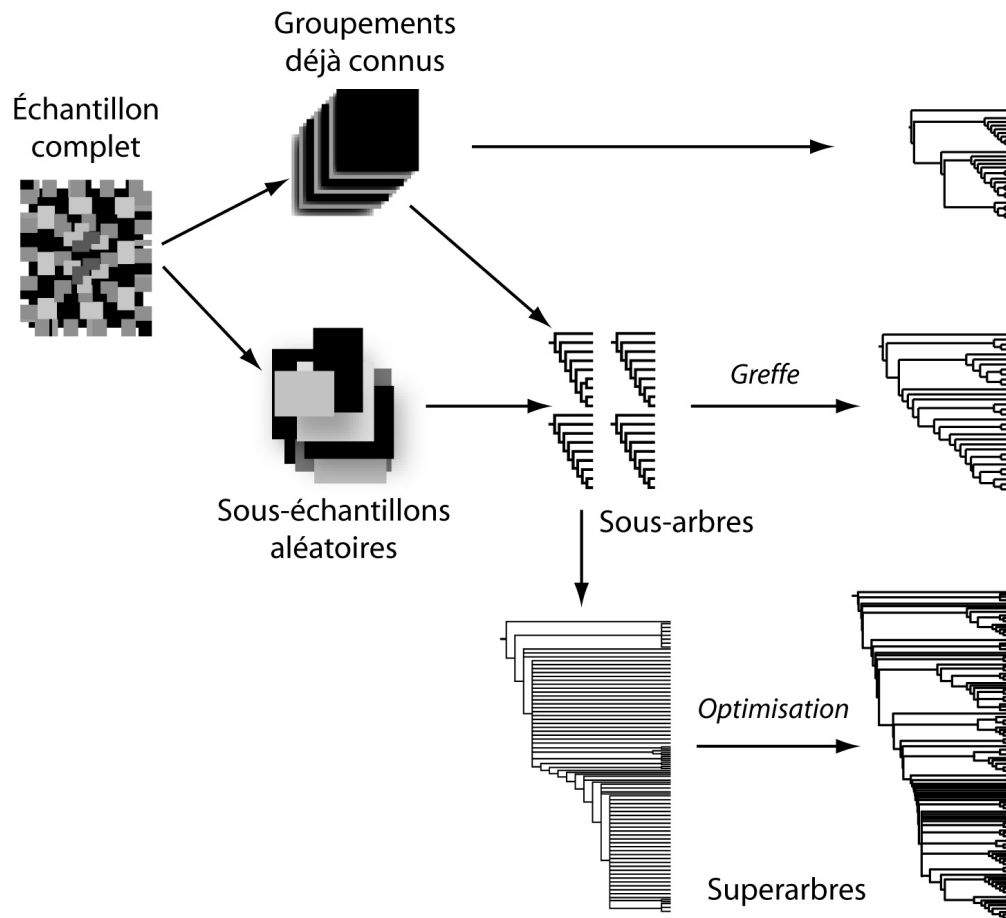 Groupements
déjà connus
Échantillon
complet
Greffe
Sous-échantillons
aléatoires
Sous-arbres
Optimisation
Superarbres